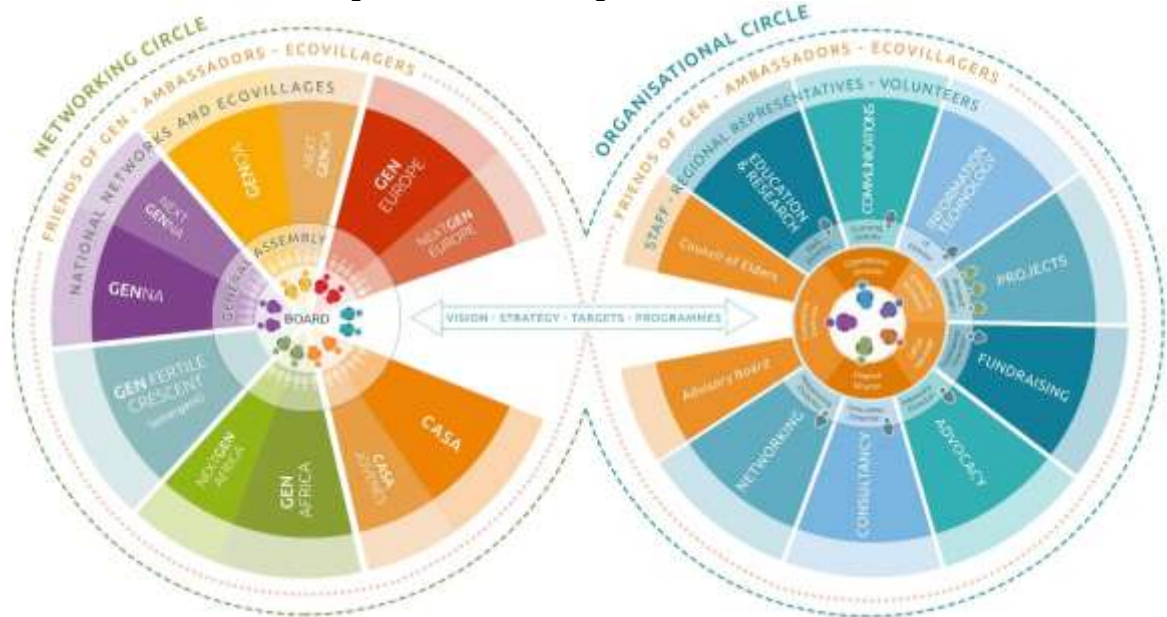 NETWORKING CIRCLE
FRIENDS OF GEN - AMBASSADORS - ECOVILLAGERS
NATIONAL NETWORKS AND ECOVILLAGES
GENOA
NEXT
GENOA
GEN
EUROPE
NEXTGEN
EUROPE
NEXT
GENNA
GENNA
GENERAL ASSEMBLY
BOARD
GEN FERTILE
CRESCENT
(emergent)
NEXTGEN
AFRICA
GEN
AFRICA
CASA
JOVENES
CASA
VISION · STRATEGY · TARGETS · PROGRAMMES
ORGANISATIONAL CIRCLE
FRIENDS OF GEN - AMBASSADORS - ECOVILLAGERS
STAFF · REGIONAL REPRESENTATIVES · VOLUNTEERS
Council of Elders
EDUCATION
& RESEARCH
COMMUNICATIONS
INFORMATION
TECHNOLOGY
PROJECTS
FUNDRAISING
ADVOCACY
CONSULTANCY
NETWORKING
Advisory Board